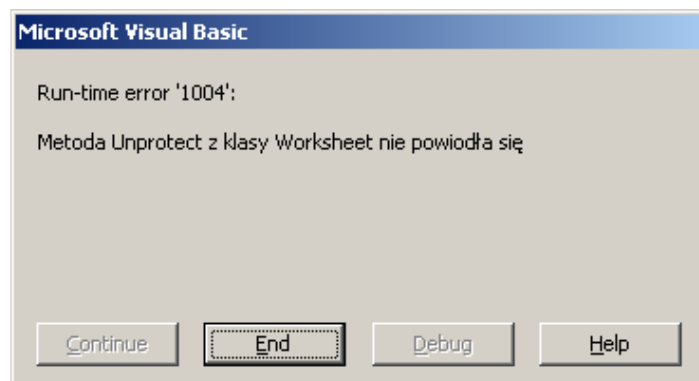 Microsoft Visual Basic
Run-time error '1004':
Metoda Unprotect z klasy Worksheet nie powiodła się
Continue
End
Debug
Help